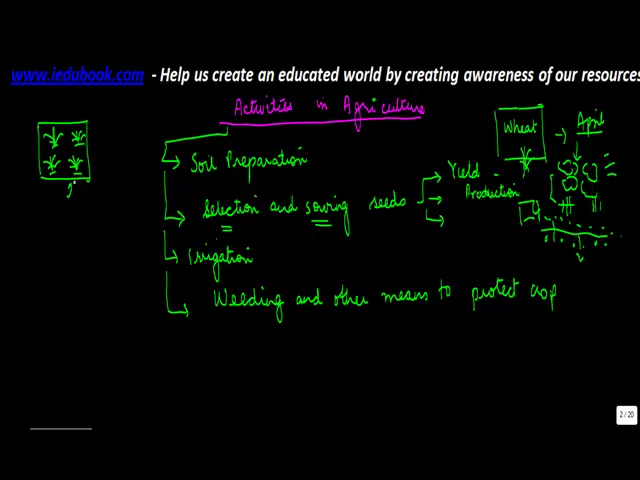 www.iedubook.com - Help us create an educated world by creating awareness of our resources
Activities in Agriculture
Wheat
April
Soil Preparation
Yield -
Production
Selection and sowing seeds
Irrigation
Weeding and other means to protect crop
2 / 20